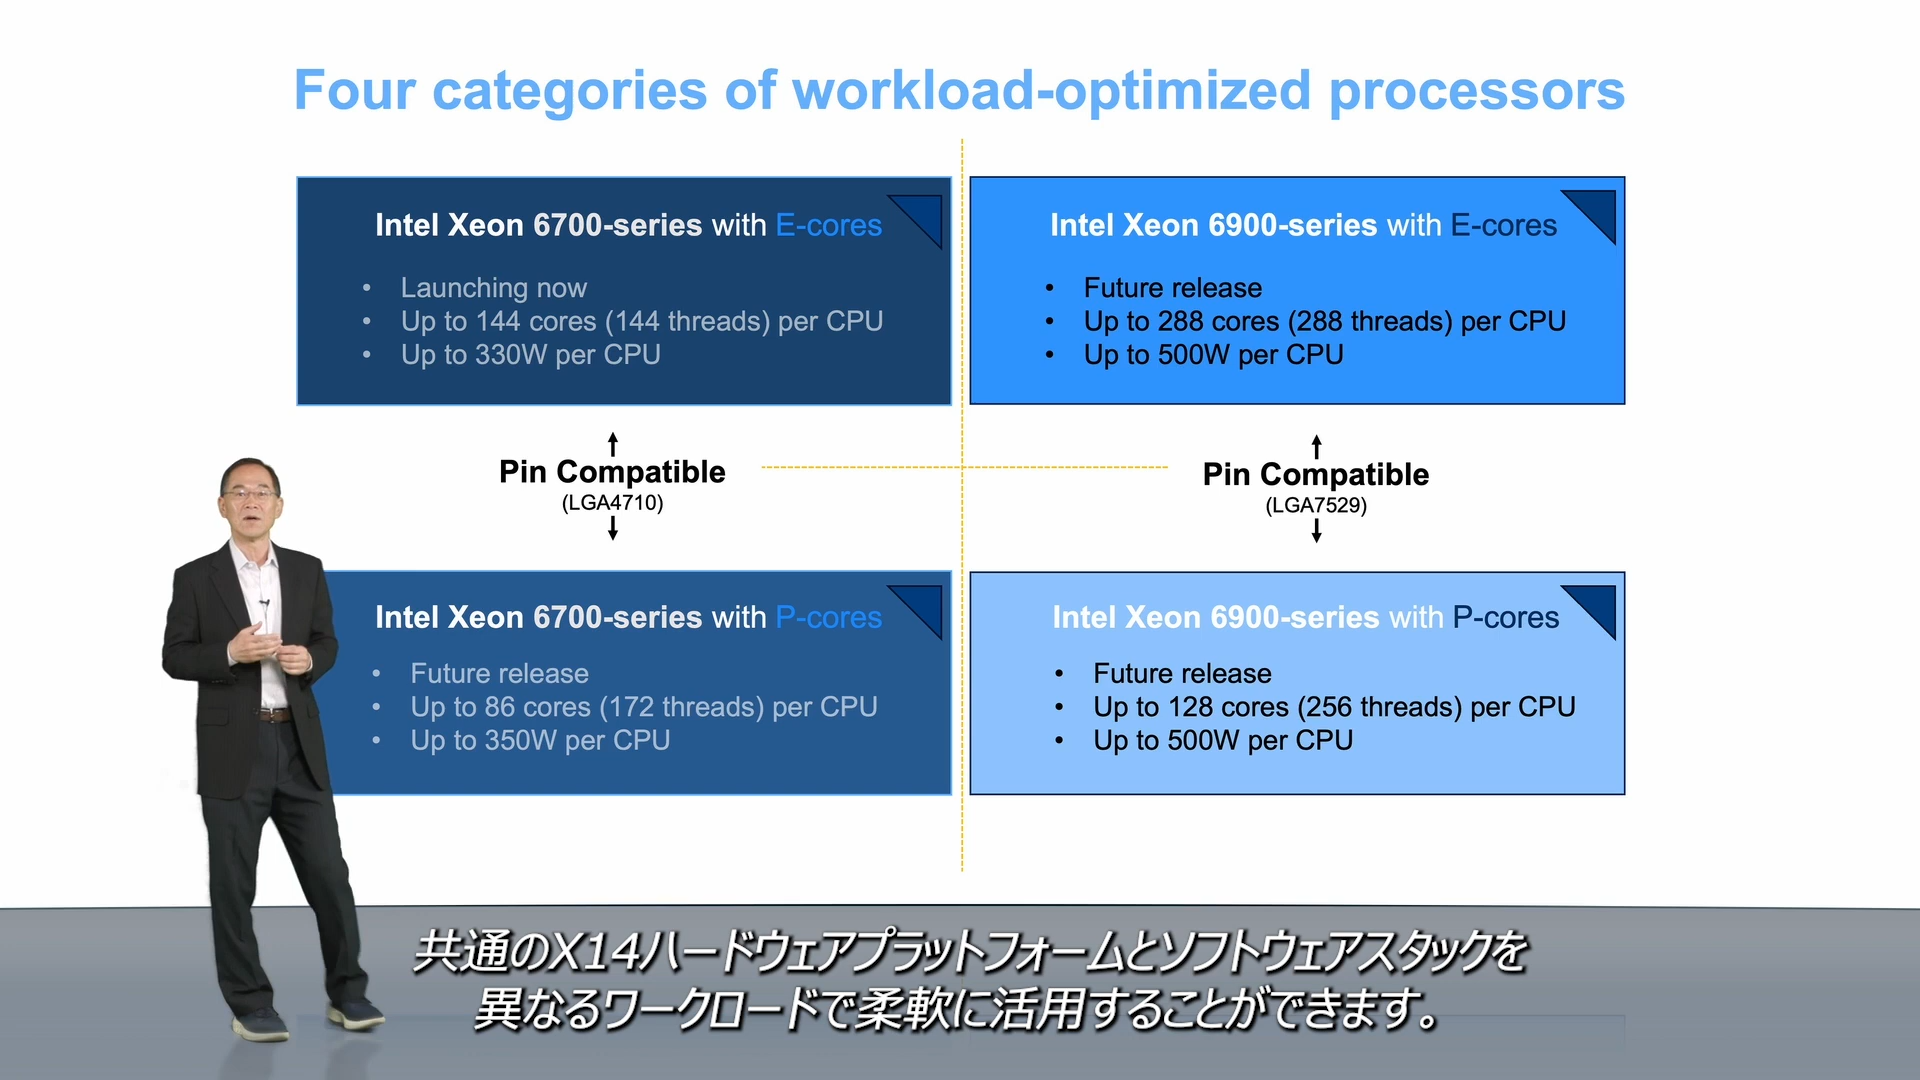 Four categories of workload-optimized processors
Intel Xeon 6700-series with E-cores
• Launching now
• Up to 144 cores (144 threads) per CPU
• Up to 330W per CPU
Intel Xeon 6900-series with E-cores
• Future release
• Up to 288 cores (288 threads) per CPU
• Up to 500W per CPU
Pin Compatible
(LGA4710)
Pin Compatible
(LGA7529)
Intel Xeon 6700-series with P-cores
• Future release
• Up to 86 cores (172 threads) per CPU
• Up to 350W per CPU
Intel Xeon 6900-series with P-cores
• Future release
• Up to 128 cores (256 threads) per CPU
• Up to 500W per CPU
共通のX14ハードウェアプラットフォームとソフトウェアスタックを
異なるワークロードで柔軟に活用することができます。